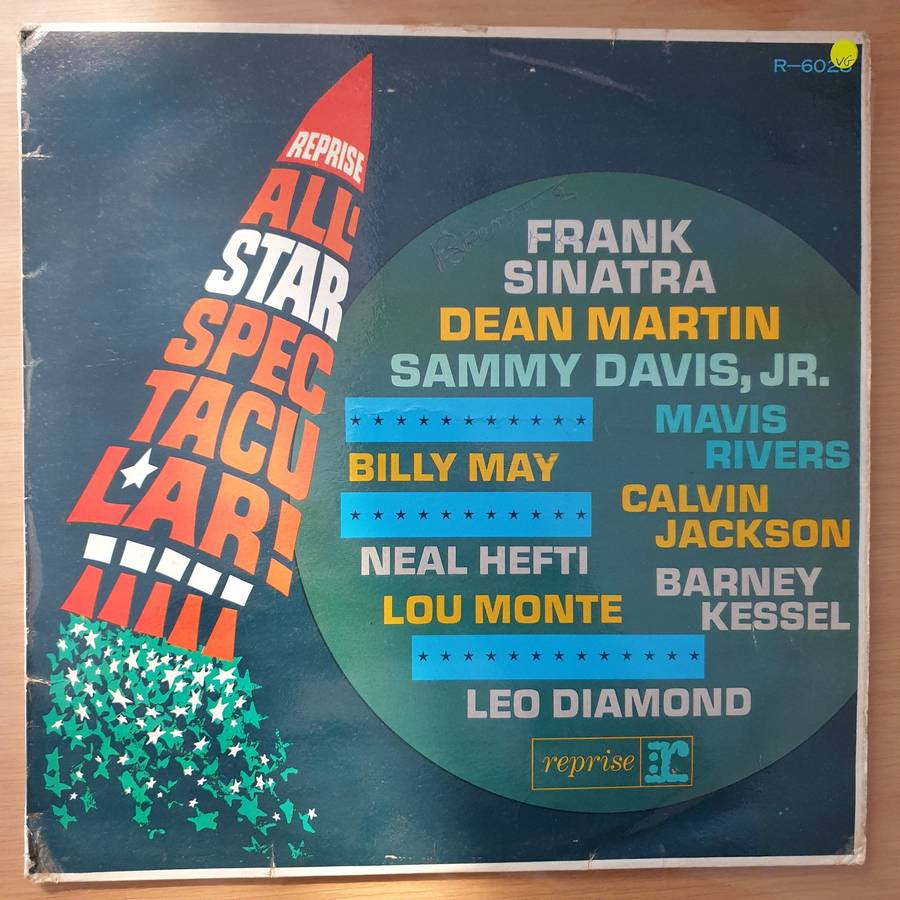 R-602
VG
REPRISE
ALL
STAR
SPEC
TACU
LAR!
FRANK
SINATRA
DEAN MARTIN
SAMMY DAVIS, JR.
MAVIS
RIVERS
BILLY MAY
CALVIN
JACKSON
NEAL HEFTI
BARNEY
KESSEL
LOU MONTE
LEO DIAMOND
reprise r: